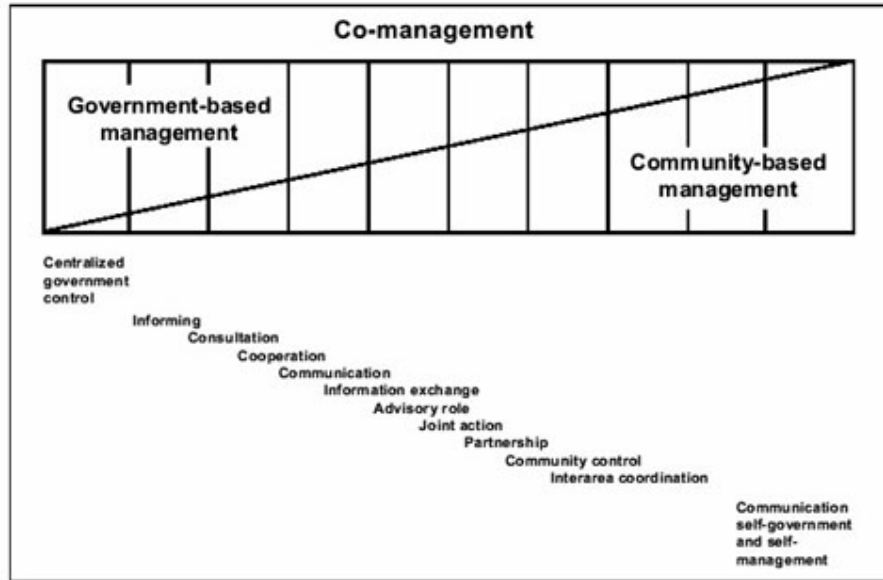 Co-management
Government-based
management
Community-based
management
Centralized
government
control
Informing
Consultation
Cooperation
Communication
Information exchange
Advisory role
Joint action
Partnership
Community control
Interarea coordination
Communication
self-government
and self-
management